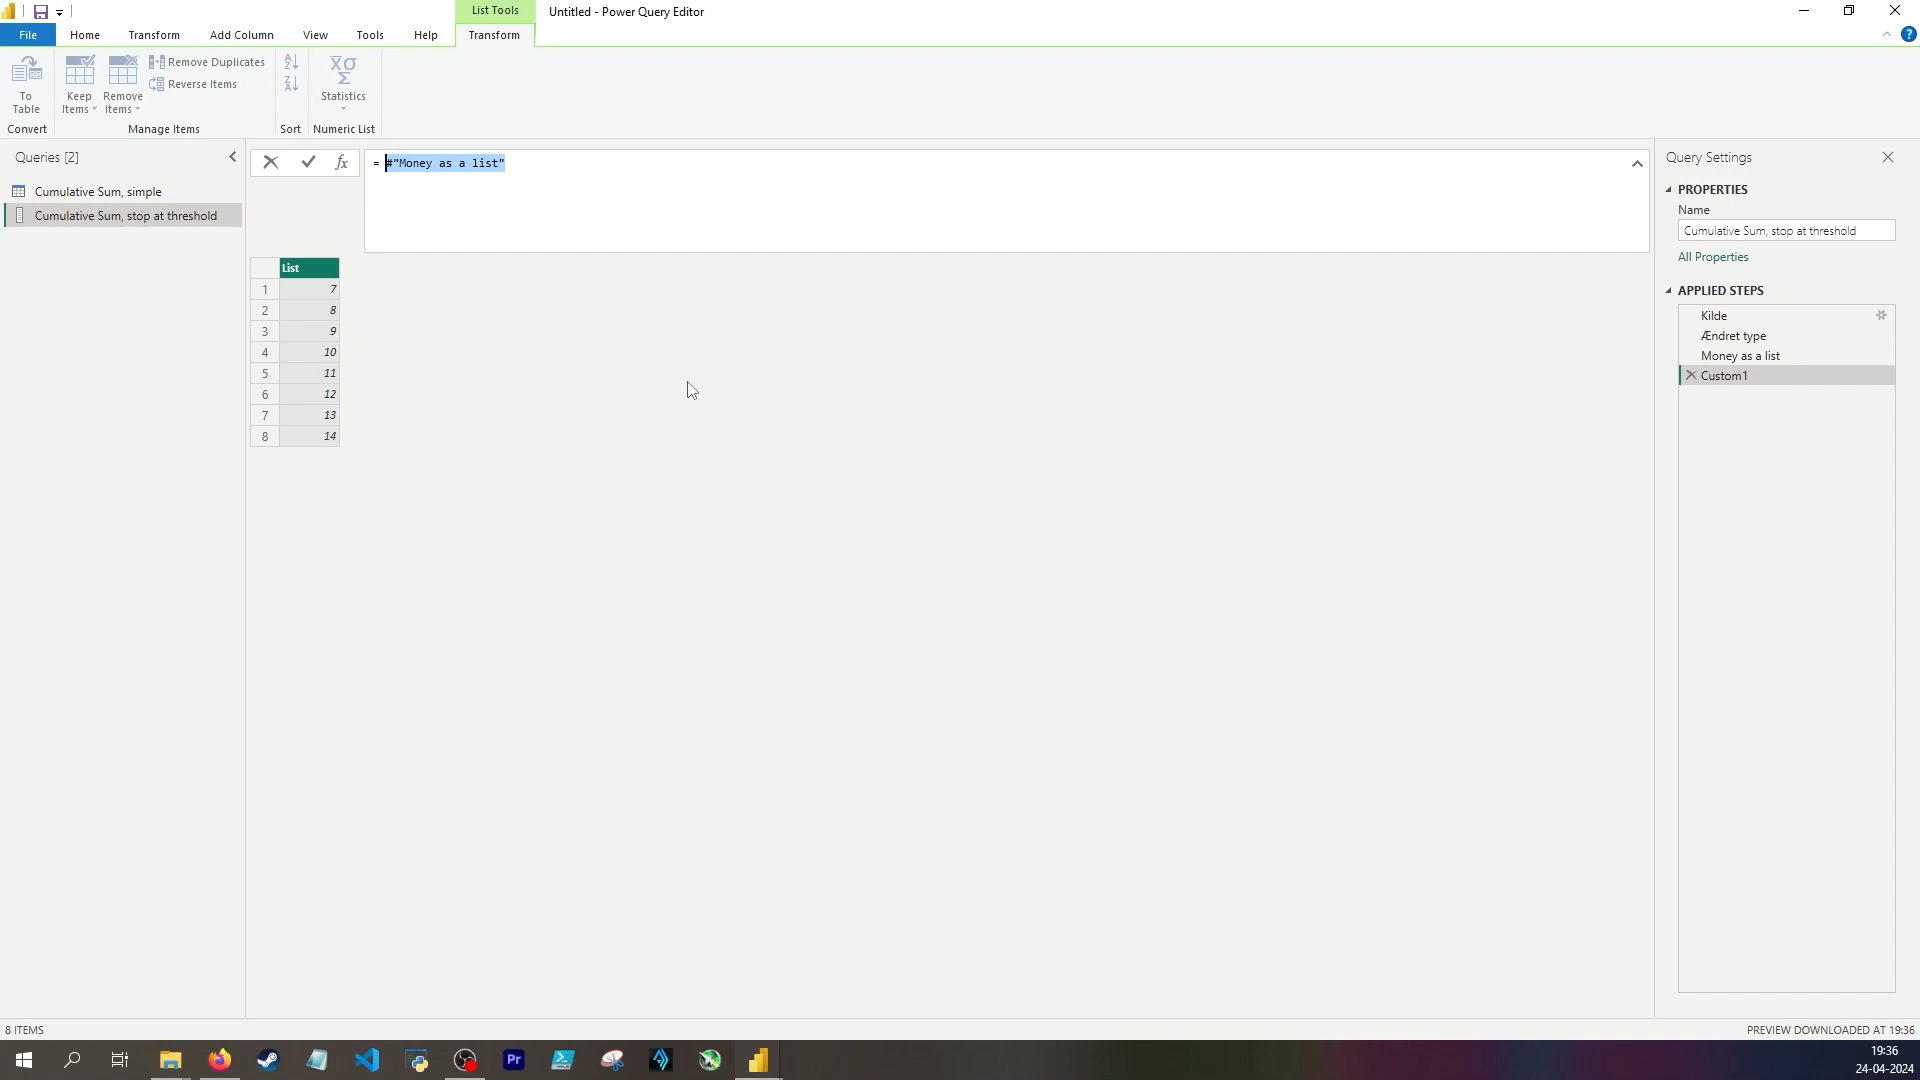 List Tools
Untitled - Power Query Editor
File
Home
Transform
Add Column
View
Tools
Help
Transform
To
Table
Keep
Items
Remove
Items
Remove Duplicates
Reverse Items
A
Z
Z
A
X̄σ
Σ
Statistics
Convert
Manage Items
Sort
Numeric List
Queries [2]
Cumulative Sum, simple
Cumulative Sum, stop at threshold
fx
= #"Money as a list"
List
1 7
2 8
3 9
4 10
5 11
6 12
7 13
8 14
Query Settings
PROPERTIES
Name
Cumulative Sum, stop at threshold
All Properties
APPLIED STEPS
Kilde
Ændret type
Money as a list
Custom1
8 ITEMS
PREVIEW DOWNLOADED AT 19:36
Pr
19:36
24-04-2024